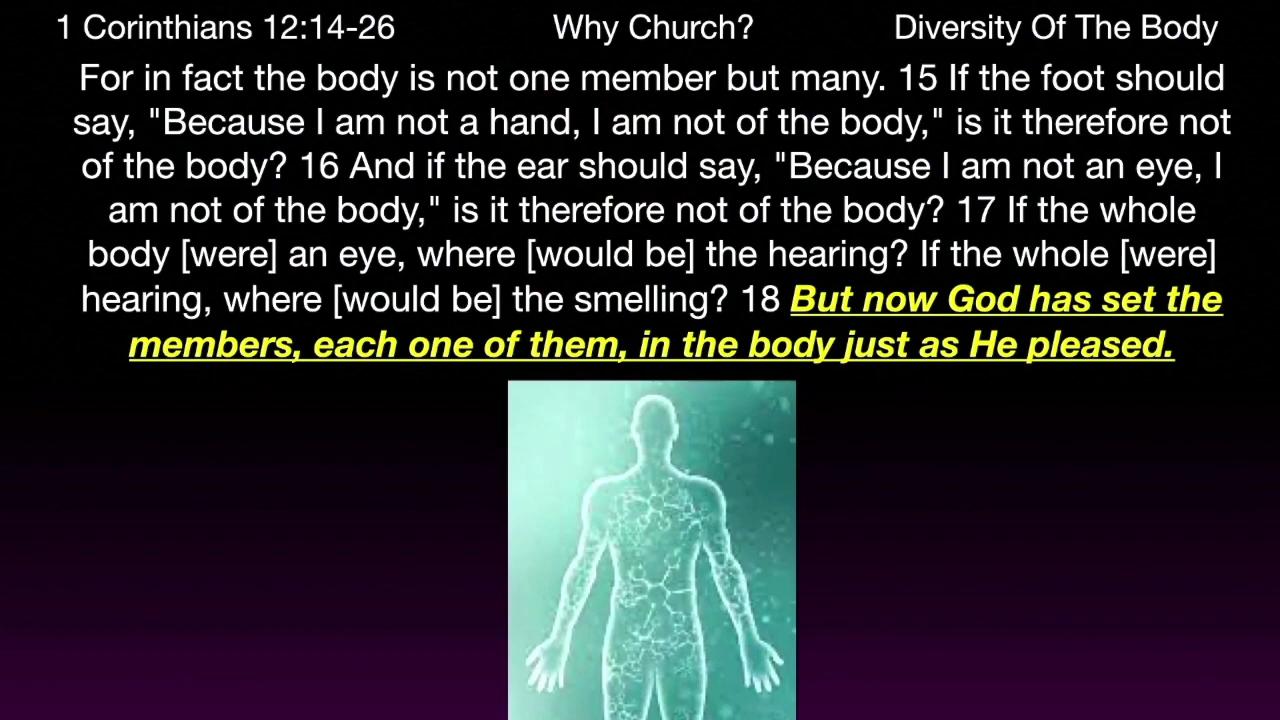 1 Corinthians 12:14-26 Why Church? Diversity Of The Body
For in fact the body is not one member but many. 15 If the foot should
say, "Because I am not a hand, I am not of the body," is it therefore not
of the body? 16 And if the ear should say, "Because I am not an eye, I
am not of the body," is it therefore not of the body? 17 If the whole
body [were] an eye, where [would be] the hearing? If the whole [were]
hearing, where [would be] the smelling? 18 But now God has set the
members, each one of them, in the body just as He pleased.